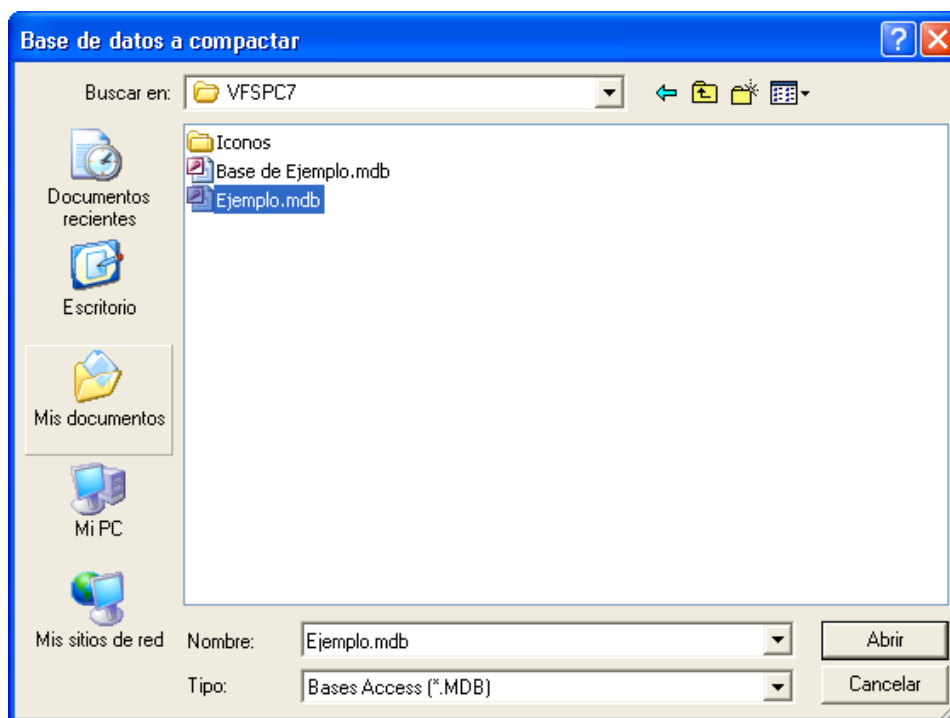 Base de datos a compactar
Buscar en: VFSPC7
Iconos
Base de Ejemplo.mdb
Ejemplo.mdb
Documentos
recientes
Escritorio
Mis documentos
Mi PC
Mis sitios de red
Nombre: Ejemplo.mdb Abrir
Tipo: Bases Access (*.MDB) Cancelar